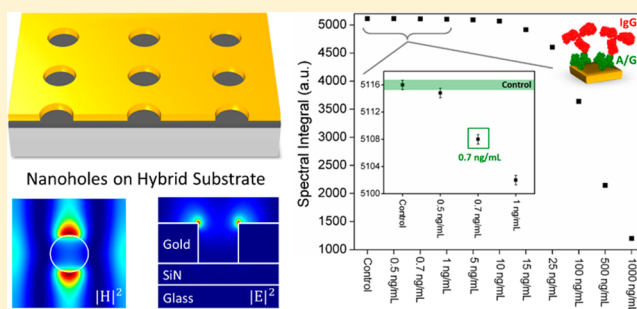 Nanoholes on Hybrid Substrate
|H|²
Gold
SiN
Glass
|E|²
Spectral Integral (a.u.)
5000
4500
4000
3500
3000
2500
2000
1500
1000
IgG
A/G
5116
5112
5108
5104
5100
Control
0.7 ng/mL
Control
0.5 ng/mL
0.7 ng/mL
1 ng/mL
Control
0.5 ng/mL
0.7 ng/mL
1 ng/mL
5 ng/mL
10 ng/mL
15 ng/mL
25 ng/mL
100 ng/mL
500 ng/mL
1000 ng/mL